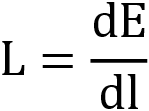 L = dE/dl